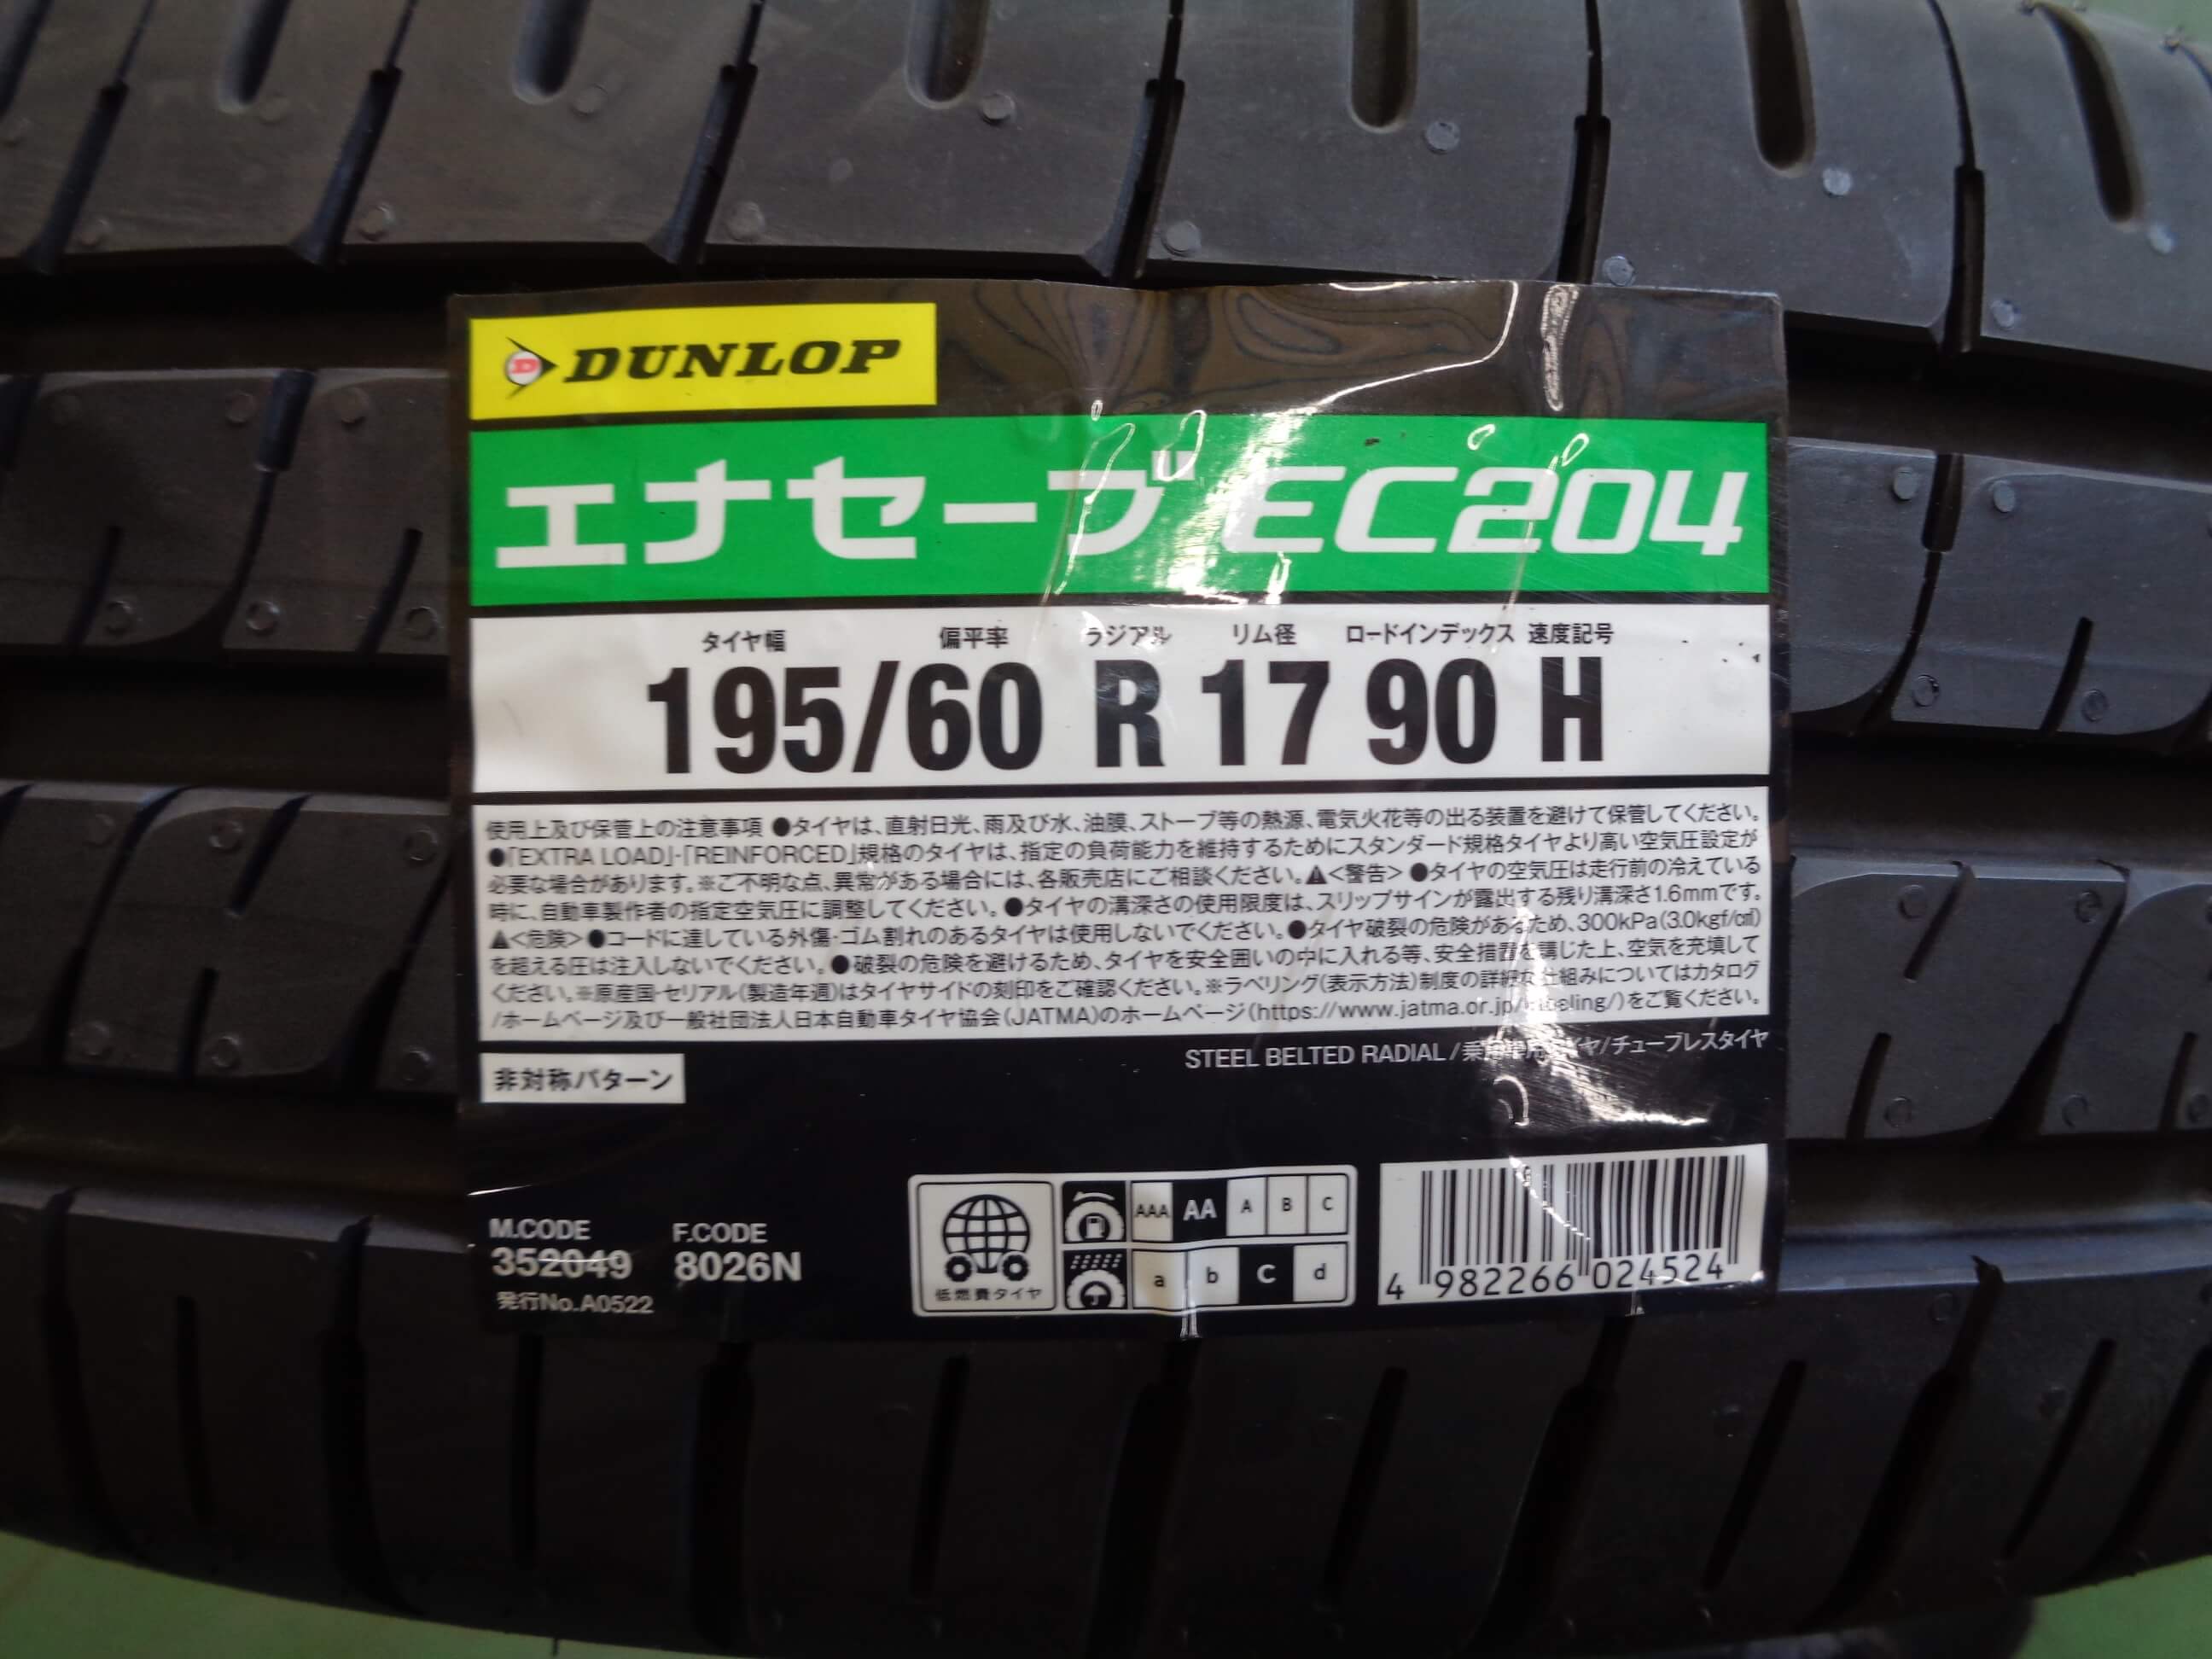 DUNLOP
エナセーブ EC204
タイヤ幅 偏平率 ラジアル リム径 ロードインデックス 速度記号
195/60 R 17 90 H
使用上及び保管上の注意事項 ●タイヤは、直射日光、雨及び水、油膜、ストーブ等の熱源、電気火花等の出る装置を避けて保管してください。
●「EXTRA LOAD」・「REINFORCED」規格のタイヤは、指定の負荷能力を維持するためにスタンダード規格タイヤより高い空気圧設定が
必要な場合があります。※ご不明な点、異常がある場合には、各販売店にご相談ください。▲<警告> ●タイヤの空気圧は走行前の冷えている
時に、自動車製作者の指定空気圧に調整してください。●タイヤの溝深さの使用限度は、スリップサインが露出する残り溝深さ1.6mmです。
▲<危険> ●コードに達している外傷・ゴム割れのあるタイヤは使用しないでください。●タイヤ破裂の危険があるため、300kPa(3.0kgf/㎠)
を超える圧は注入しないでください。●破裂の危険を避けるため、タイヤを安全囲いの中に入れる等、安全措置を講じた上、空気を充填して
ください。※原産国・セリアル(製造年週)はタイヤサイドの刻印をご確認ください。※ラベリング(表示方法)制度の詳細な仕組みについてはカタログ
/ホームページ及び一般社団法人日本自動車タイヤ協会(JATMA)のホームページ(https://www.jatma.or.jp/labeling/)をご覧ください。
STEEL BELTED RADIAL/乗用車用タイヤ/チューブレスタイヤ
非対称パターン
M.CODE F.CODE
352049 8026N
発行No.A0522
低燃費タイヤ
AAA AA A B C
a b c d
4 982266 024524